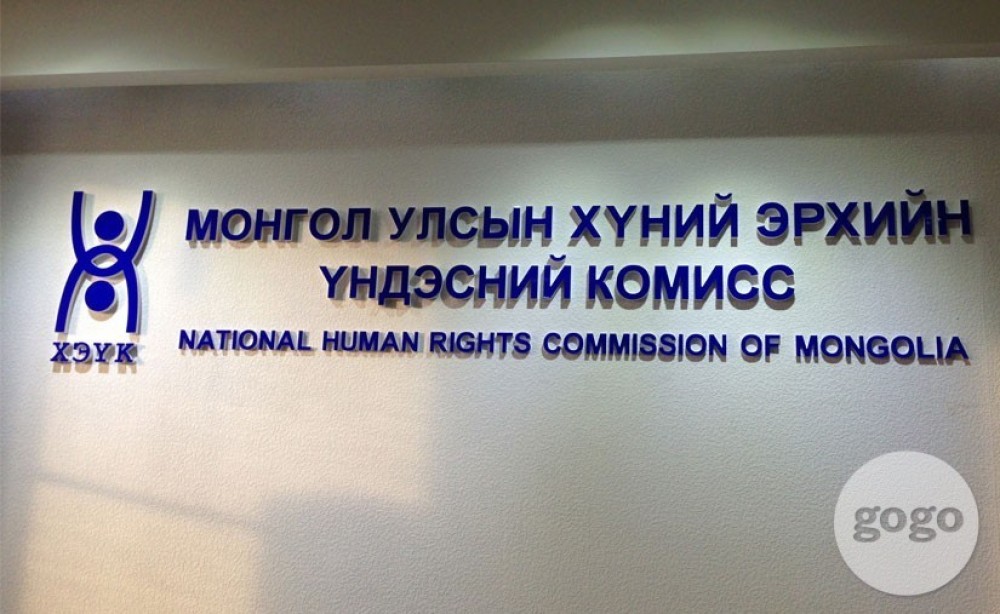 МОНГОЛ УЛСЫН ХҮНИЙ ЭРХИЙН
ҮНДЭСНИЙ КОМИСС
ХЭҮК
NATIONAL HUMAN RIGHTS COMMISSION OF MONGOLIA
gogo